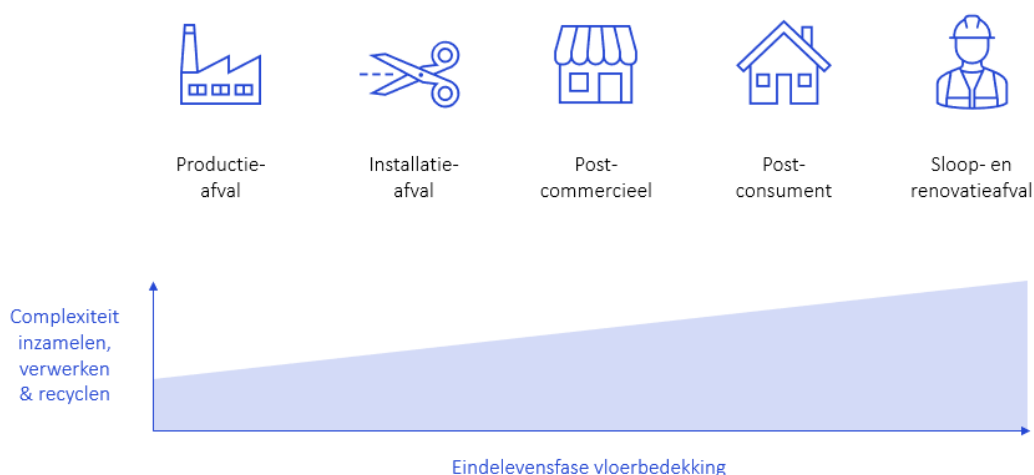 Productie-
afval
Installatie-
afval
Post-
commercieel
Post-
consument
Sloop- en
renovatieafval
Complexiteit
inzamelen,
verwerken
& recyclen
Eindelevensfase vloerbedekking